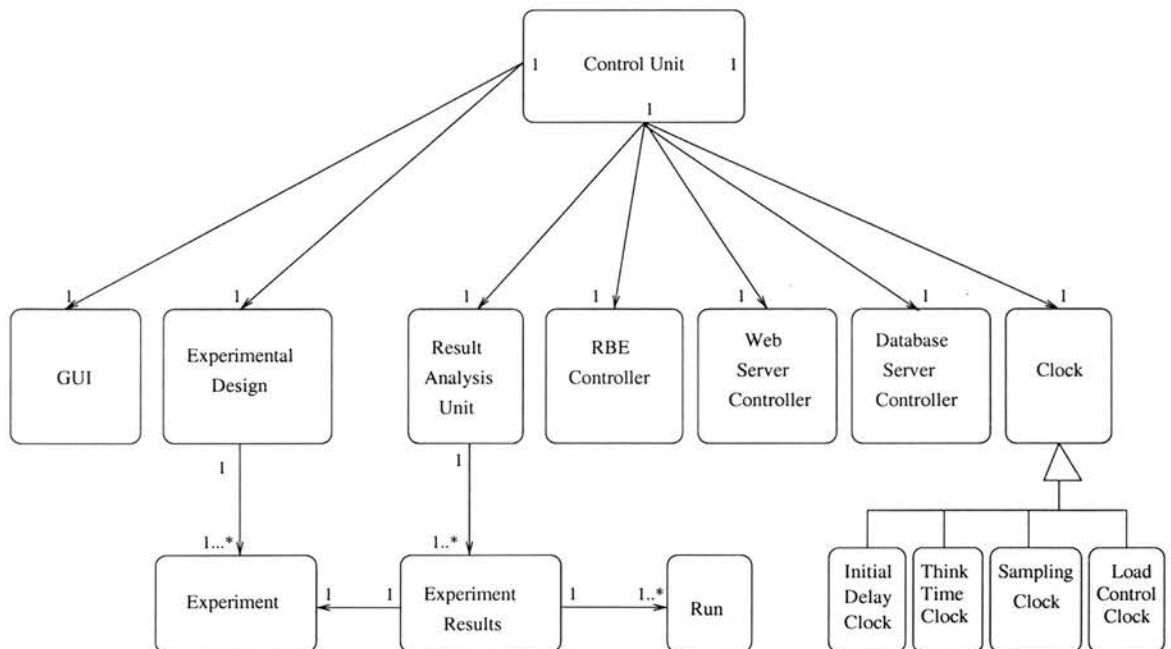 1 Control Unit 1
1
1 1 1 1 1 1 1
GUI
Experimental
Design
Result
Analysis
Unit
RBE
Controller
Web
Server
Controller
Database
Server
Controller
Clock
1 1
1...* 1..*
Experiment
1 1
Experiment
Results
1 1..*
Run
Initial
Delay
Clock
Think
Time
Clock
Sampling
Clock
Load
Control
Clock